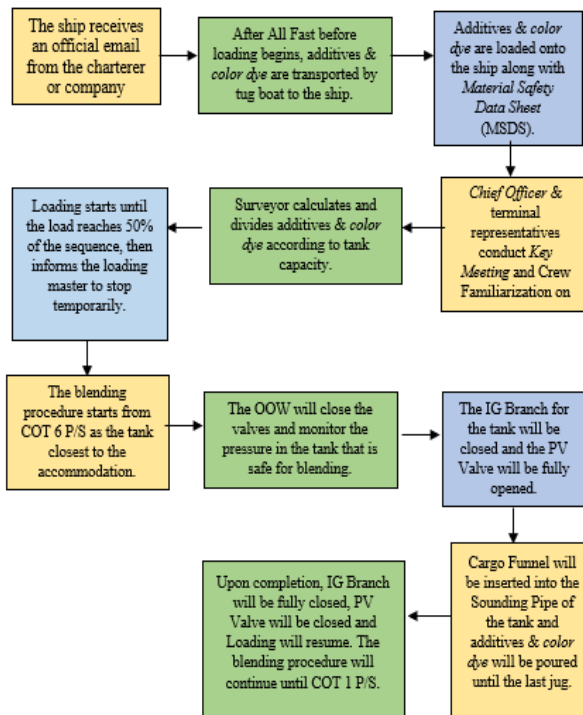 The ship receives
an official email
from the charterer
or company
After All Fast before
loading begins, additives &
color dye are transported by
tug boat to the ship.
Additives & color
dye are loaded onto
the ship along with
Material Safety
Data Sheet
(MSDS).
Chief Officer &
terminal
representatives
conduct Key
Meeting and Crew
Familiarization on
Surveyor calculates and
divides additives & color
dye according to tank
capacity.
Loading starts until
the load reaches 50%
of the sequence, then
informs the loading
master to stop
temporarily.
The blending
procedure starts from
COT 6 P/S as the tank
closest to the
accommodation.
The OOW will close the
valves and monitor the
pressure in the tank that is
safe for blending.
The IG Branch for
the tank will be
closed and the PV
Valve will be fully
opened.
Cargo Funnel will
be inserted into the
Sounding Pipe of
the tank and
additives & color
dye will be poured
until the last jug.
Upon completion, IG Branch
will be fully closed, PV
Valve will be closed and
Loading will resume. The
blending procedure will
continue until COT 1 P/S.